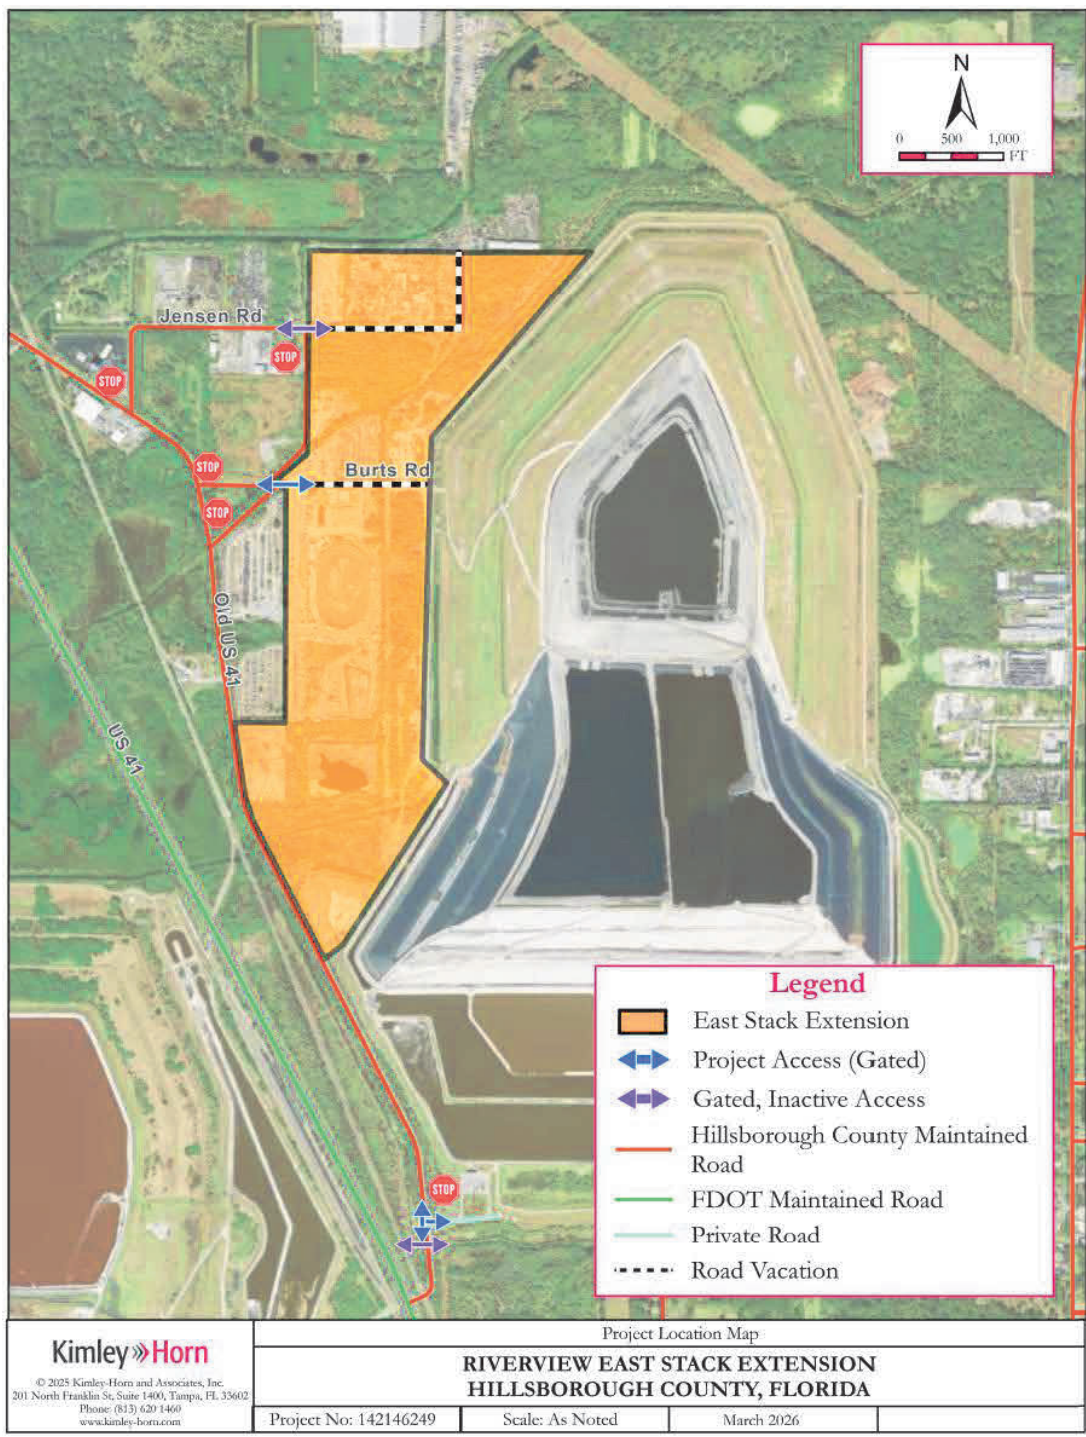 N
0 500 1,000
FT
Jensen Rd
STOP
STOP
STOP
Burts Rd
STOP
Old US 41
US 41
STOP
Legend
East Stack Extension
Project Access (Gated)
Gated, Inactive Access
Hillsborough County Maintained
Road
FDOT Maintained Road
Private Road
Road Vacation
Kimley»Horn
© 2025 Kimley-Horn and Associates, Inc.
201 North Franklin St, Suite 1400, Tampa, FL 33602
Phone: (813) 620 1460
www.kimley-horn.com
Project Location Map
RIVERVIEW EAST STACK EXTENSION
HILLSBOROUGH COUNTY, FLORIDA
Project No: 142146249
Scale: As Noted
March 2026